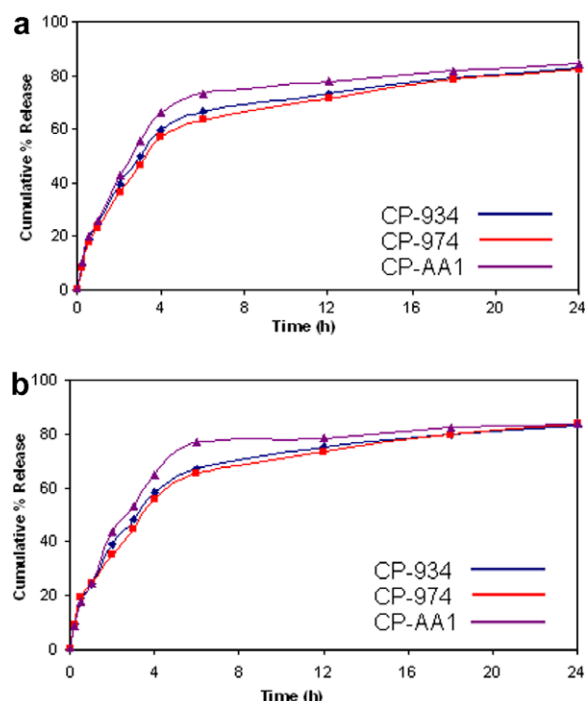 a
100
80
60
40
20
0
Cumulative % Release
CP-934
CP-974
CP-AA1
0 4 8 12 16 20 24
Time (h)
b
100
80
60
40
20
0
Cumulative % Release
CP-934
CP-974
CP-AA1
0 4 8 12 16 20 24
Time (h)